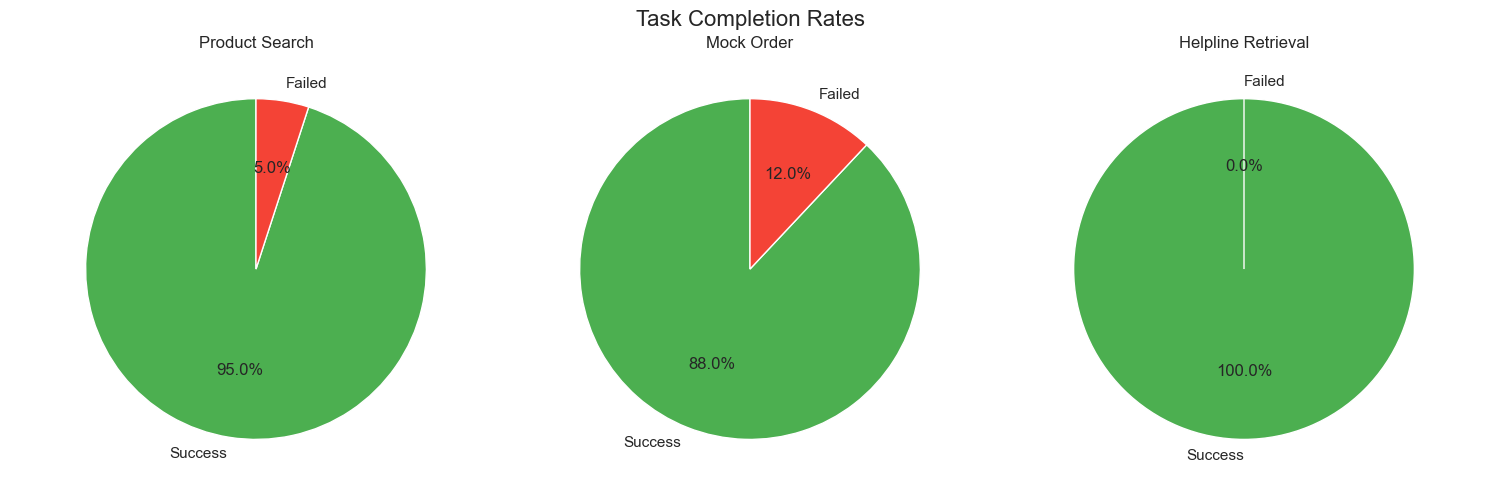 Task Completion Rates
Product Search
Failed
5.0%
95.0%
Success
Mock Order
Failed
12.0%
88.0%
Success
Helpline Retrieval
Failed
0.0%
100.0%
Success